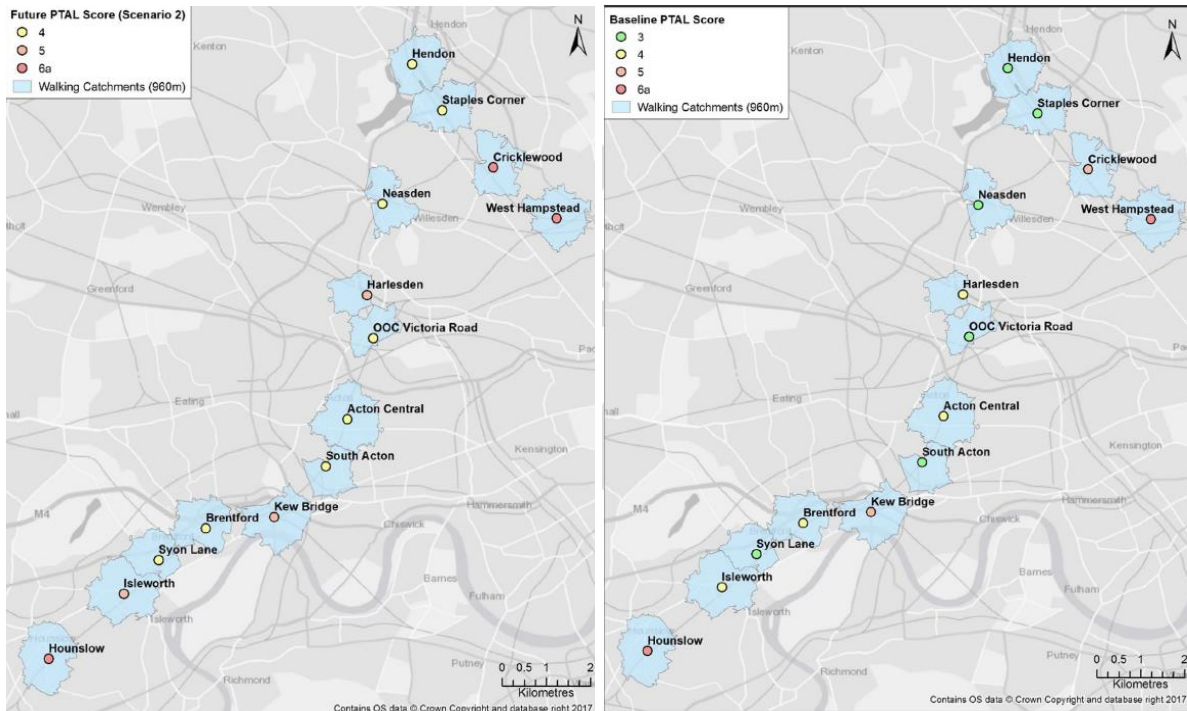 Future PTAL Score (Scenario 2)
4
5
6a
Walking Catchments (960m)
N
Kenton
Hendon
Hendon
Staples Corner
Cricklewood
Neasden
Wembley
Willesden
West Hampstead
Harlesden
Greenford
OOC Victoria Road
Acton Central
Ealing
South Acton
Kensington
Hammersmith
Kew Bridge
Brentford
M4
Chiswick
Syon Lane
Isleworth
Isleworth
Barnes
Fulham
Hounslow
Hounslow
Putney
Richmond
0 0.5 1 2
Kilometres
Contains OS data © Crown Copyright and database right 2017
Baseline PTAL Score
3
4
5
6a
Walking Catchments (960m)
N
Kenton
Hendon
Hendon
Staples Corner
Cricklewood
Neasden
Wembley
Willesden
West Hampstead
Harlesden
Greenford
OOC Victoria Road
Acton Central
Ealing
South Acton
Kensington
Hammersmith
Kew Bridge
Brentford
M4
Chiswick
Syon Lane
Isleworth
Isleworth
Barnes
Fulham
Hounslow
Hounslow
Putney
Richmond
0 0.5 1 2
Kilometres
Contains OS data © Crown Copyright and database right 2017